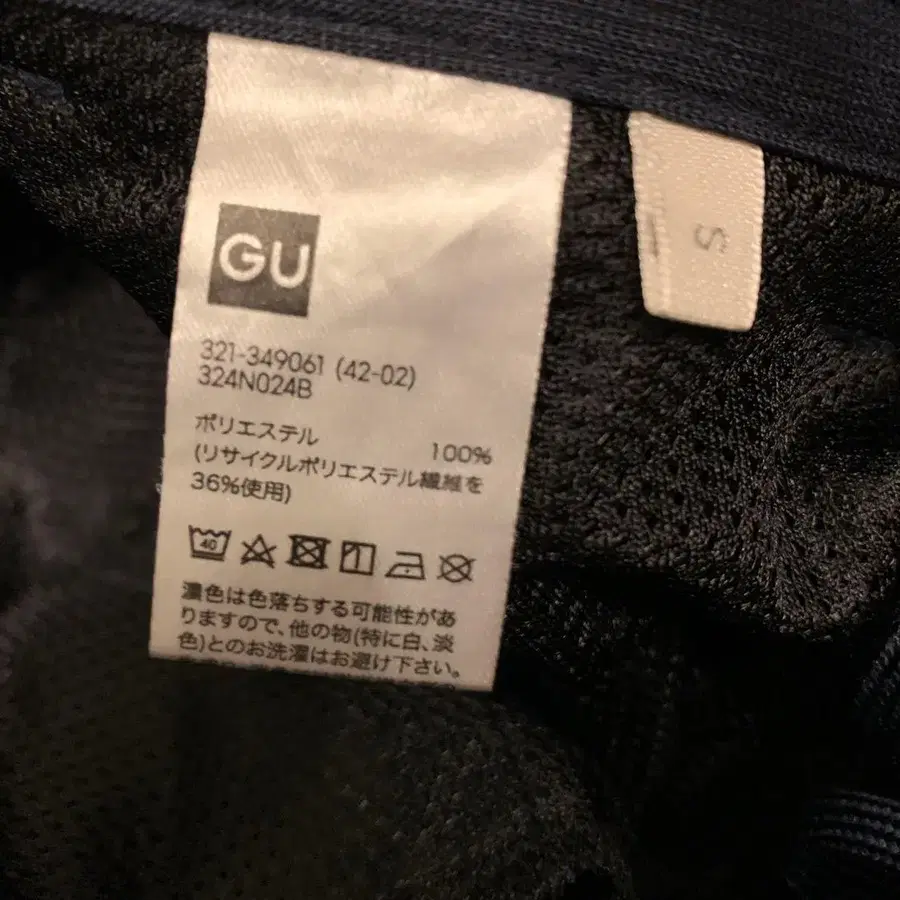 GU
321-349061 (42-02)
324N024B
ポリエステル 100%
(リサイクルポリエステル繊維を
36%使用)
40
濃色は色落ちする可能性があ
りますので、他の物(特に白、淡
色)とのお洗濯はお避け下さい。
S